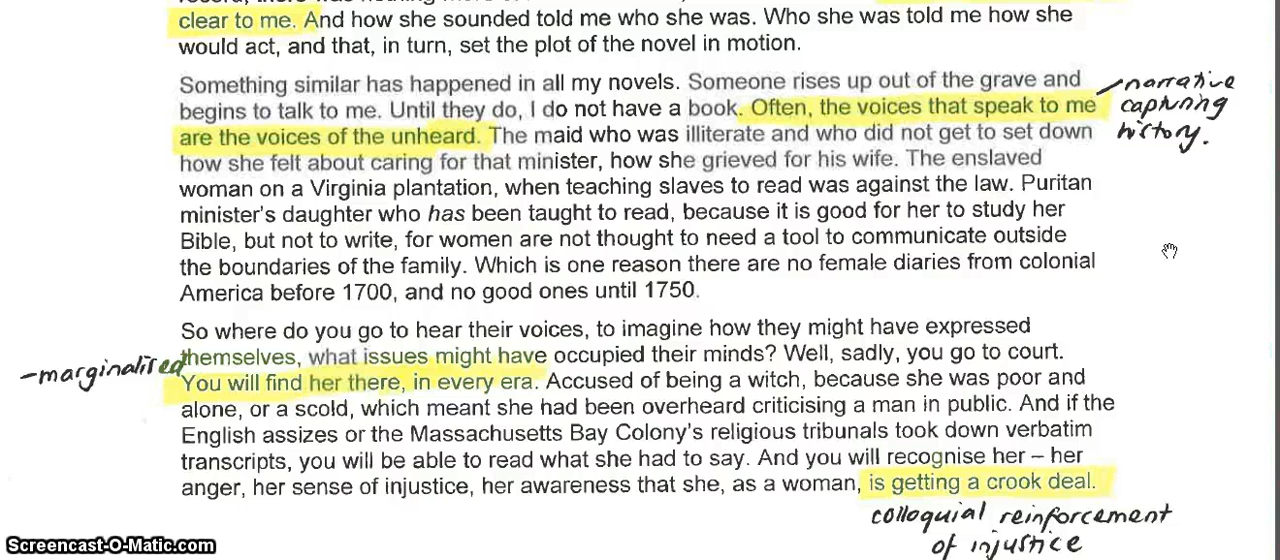 clear to me. And how she sounded told me who she was. Who she was told me how she
would act, and that, in turn, set the plot of the novel in motion.
Something similar has happened in all my novels. Someone rises up out of the grave and
begins to talk to me. Until they do, I do not have a book. Often, the voices that speak to me
are the voices of the unheard. The maid who was illiterate and who did not get to set down
how she felt about caring for that minister, how she grieved for his wife. The enslaved
woman on a Virginia plantation, when teaching slaves to read was against the law. Puritan
minister's daughter who has been taught to read, because it is good for her to study her
Bible, but not to write, for women are not thought to need a tool to communicate outside
the boundaries of the family. Which is one reason there are no female diaries from colonial
America before 1700, and no good ones until 1750.
– narrative
capturing
history.
So where do you go to hear their voices, to imagine how they might have expressed
themselves, what issues might have occupied their minds? Well, sadly, you go to court.
You will find her there, in every era. Accused of being a witch, because she was poor and
alone, or a scold, which meant she had been overheard criticising a man in public. And if the
English assizes or the Massachusetts Bay Colony's religious tribunals took down verbatim
transcripts, you will be able to read what she had to say. And you will recognise her – her
anger, her sense of injustice, her awareness that she, as a woman, is getting a crook deal.
– marginalised
colloquial reinforcement
of injustice
Screencast-O-Matic.com